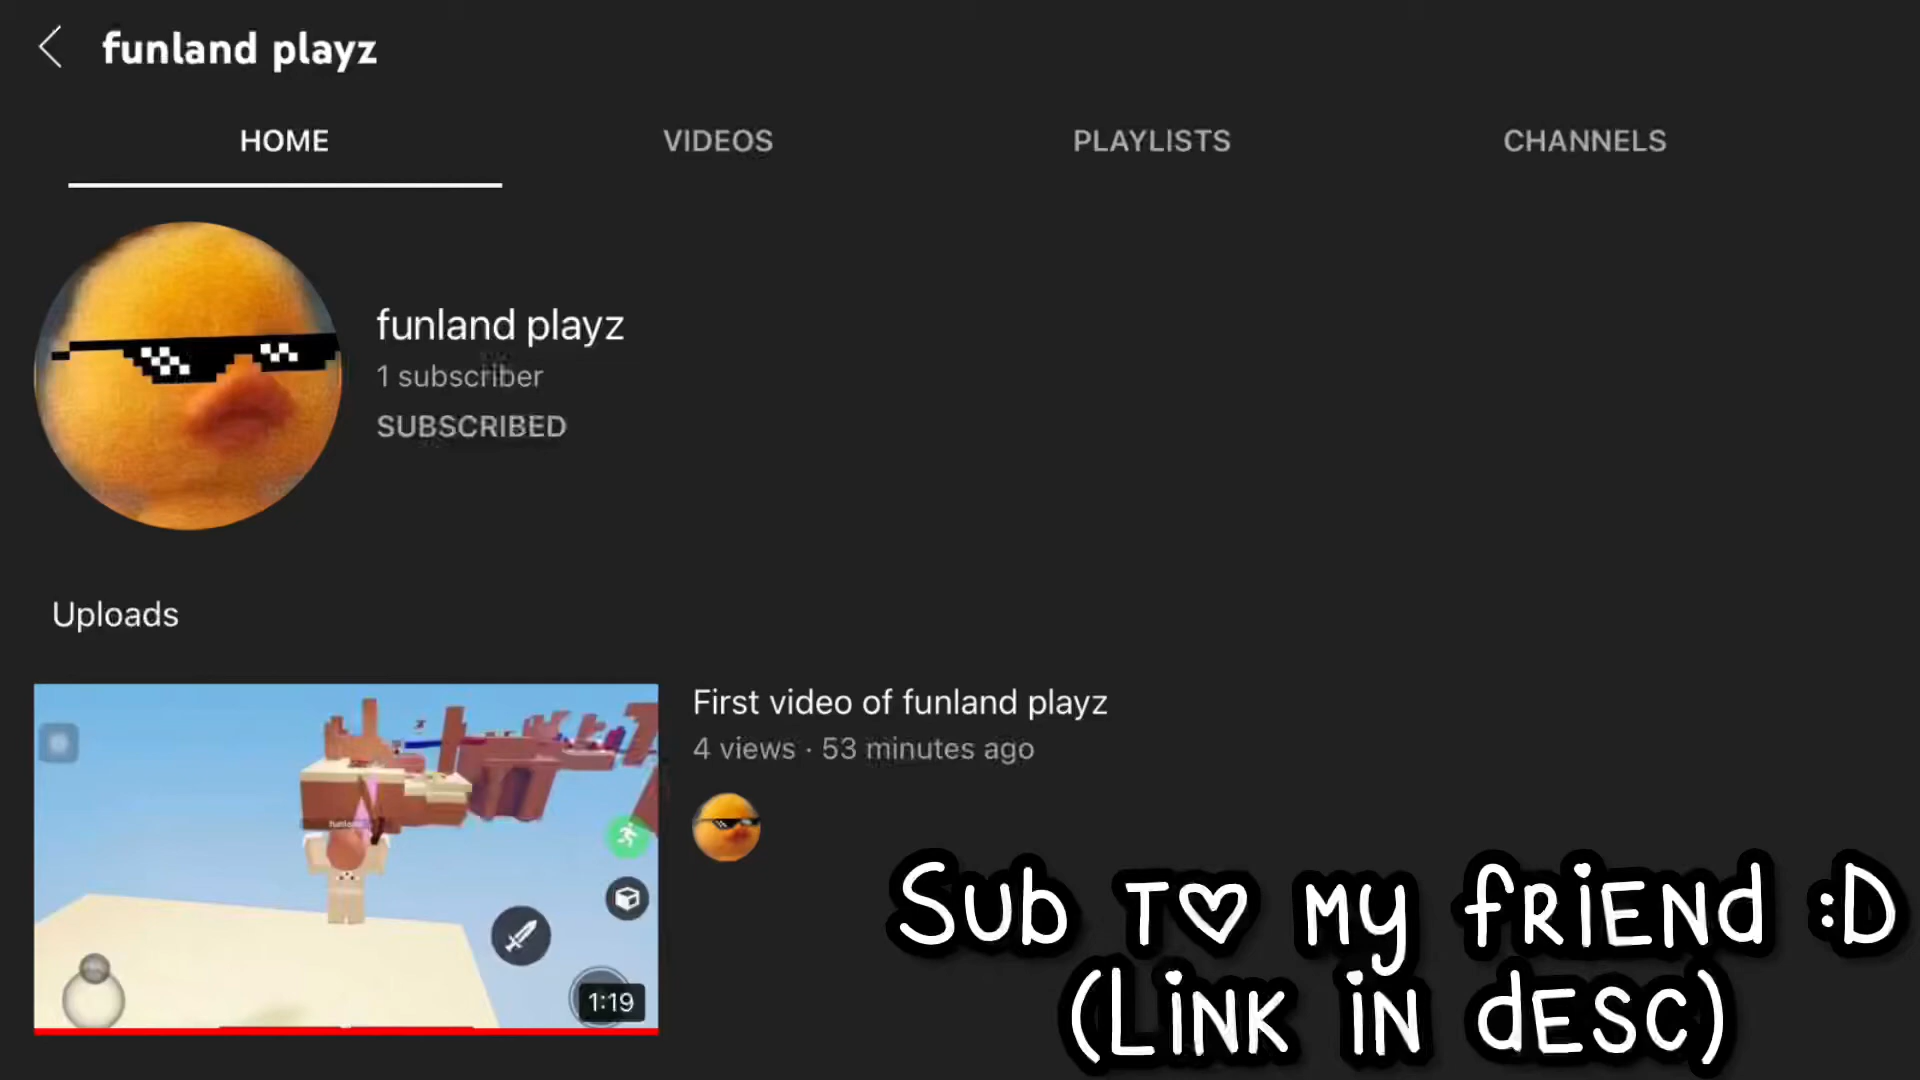 funland playz
HOME
VIDEOS
PLAYLISTS
CHANNELS
funland playz
1 subscriber
SUBSCRIBED
Uploads
First video of funland playz
4 views · 53 minutes ago
1:19
Sub to my friend :D
(Link in desc)